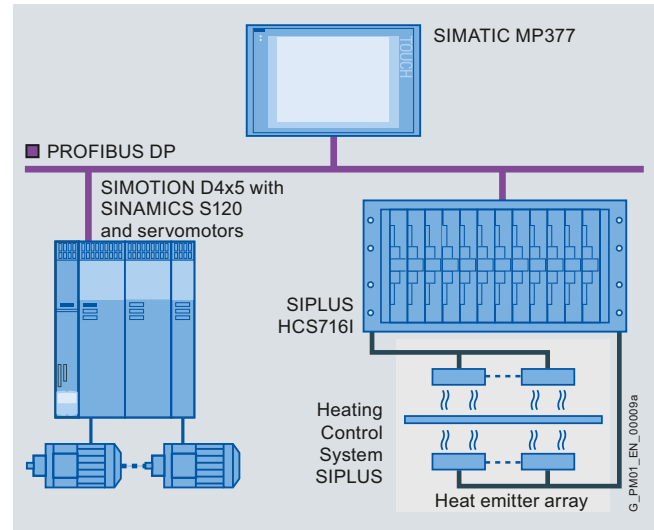 SIMATIC MP377
TOUCH
PROFIBUS DP
SIMOTION D4x5 with
SINAMICS S120
and servomotors
SIPLUS
HCS716I
Heating
Control
System
SIPLUS
Heat emitter array
G_PM01_EN_00009a